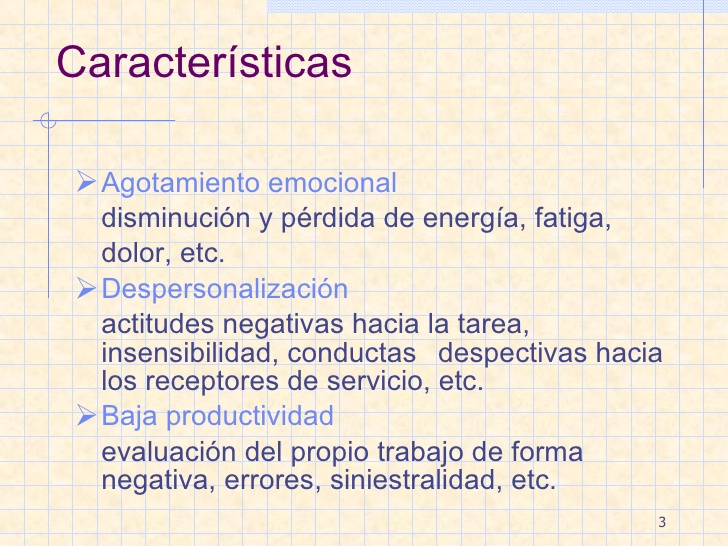 Características
➢Agotamiento emocional
disminución y pérdida de energía, fatiga,
dolor, etc.
➢Despersonalización
actitudes negativas hacia la tarea,
insensibilidad, conductas despectivas hacia
los receptores de servicio, etc.
➢Baja productividad
evaluación del propio trabajo de forma
negativa, errores, siniestralidad, etc.
3